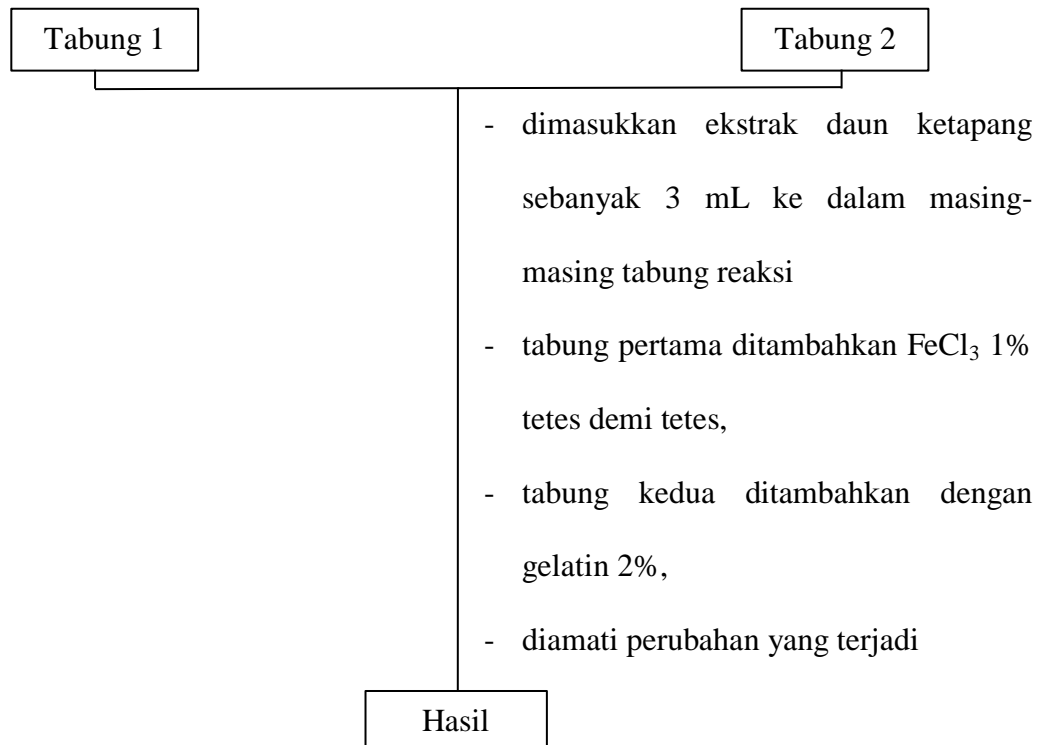 Tabung 1
Tabung 2
- dimasukkan ekstrak daun ketapang
sebanyak 3 mL ke dalam masing-
masing tabung reaksi
- tabung pertama ditambahkan FeCl₃ 1%
tetes demi tetes,
- tabung kedua ditambahkan dengan
gelatin 2%,
- diamati perubahan yang terjadi
Hasil